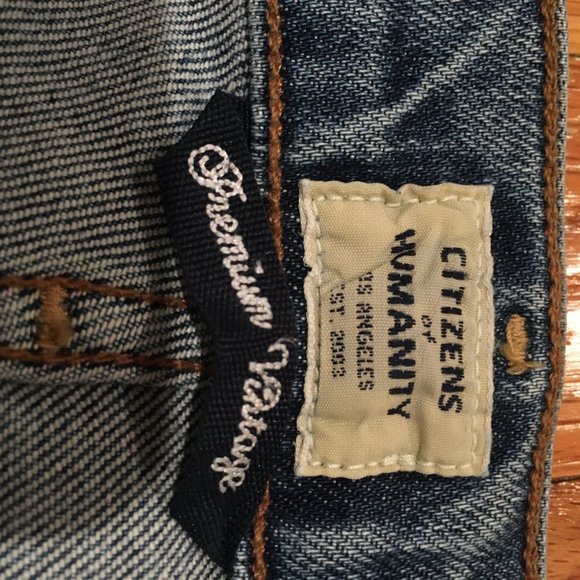 CITIZENS
OF
HUMANITY
LOS ANGELES
EST. 2003
Premium Vintage